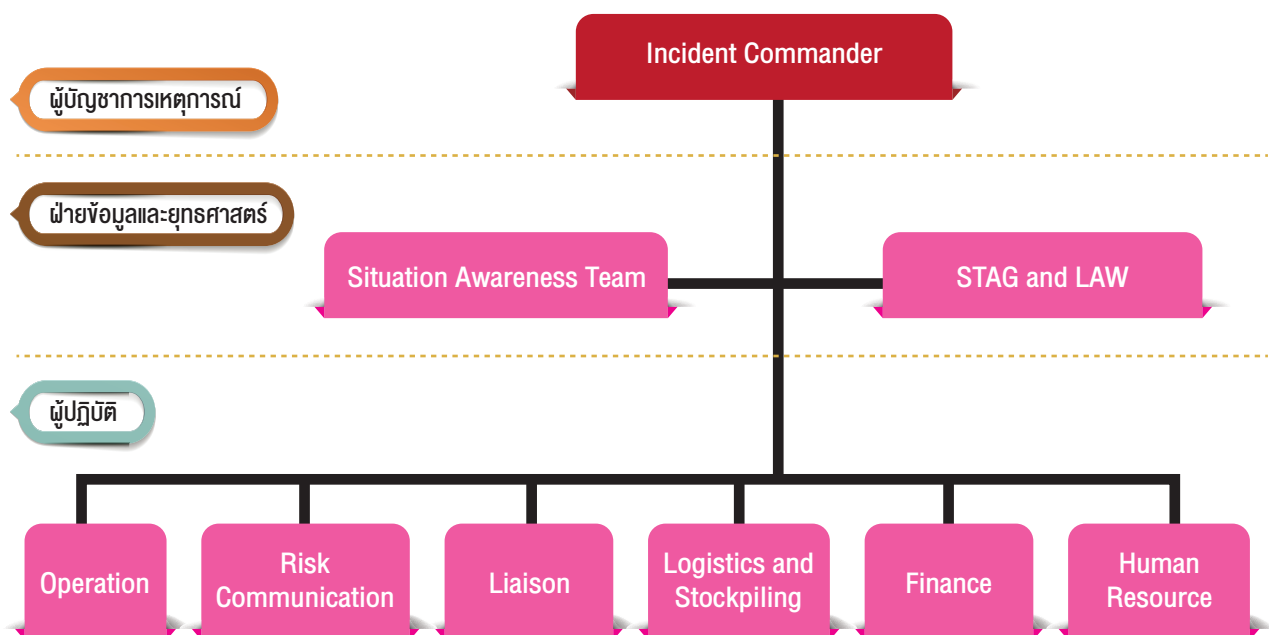 Incident Commander
ผู้บัญชาการเหตุการณ์
ฝ่ายข้อมูลและยุทธศาสตร์
Situation Awareness Team
STAG and LAW
ผู้ปฏิบัติ
Operation
Risk
Communication
Liaison
Logistics and
Stockpiling
Finance
Human
Resource